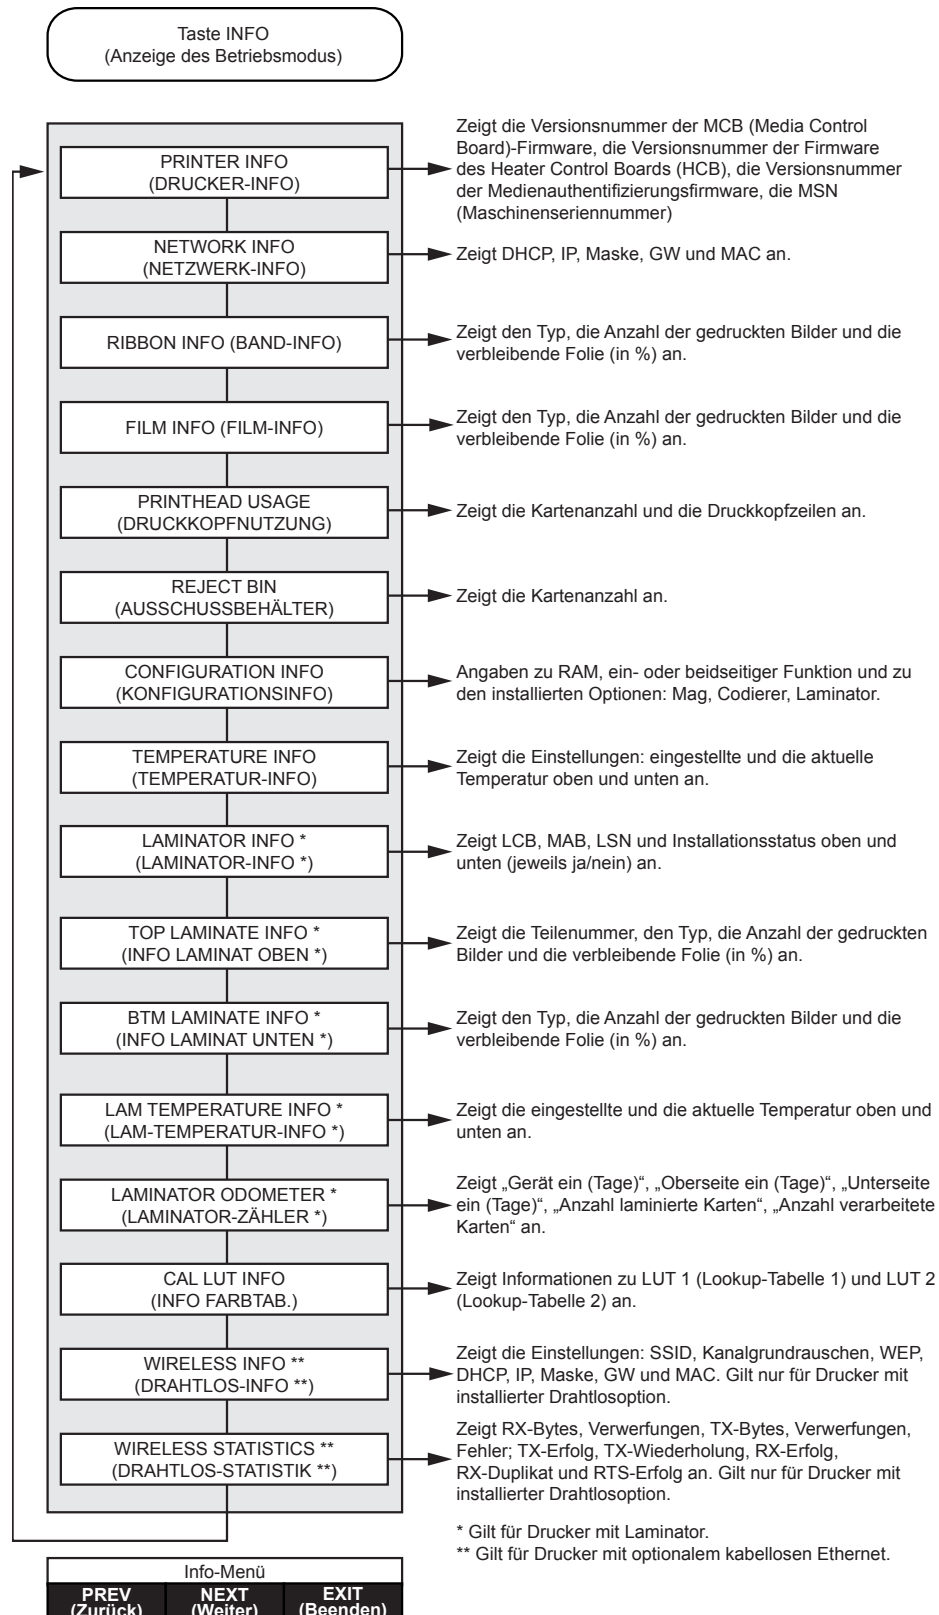 Taste INFO
(Anzeige des Betriebsmodus)
PRINTER INFO
(DRUCKER-INFO)
Zeigt die Versionsnummer der MCB (Media Control
Board)-Firmware, die Versionsnummer der Firmware
des Heater Control Boards (HCB), die Versionsnummer
der Medienauthentifizierungsfirmware, die MSN
(Maschinenseriennummer)
NETWORK INFO
(NETZWERK-INFO)
Zeigt DHCP, IP, Maske, GW und MAC an.
RIBBON INFO (BAND-INFO)
Zeigt den Typ, die Anzahl der gedruckten Bilder und die
verbleibende Folie (in %) an.
FILM INFO (FILM-INFO)
Zeigt den Typ, die Anzahl der gedruckten Bilder und die
verbleibende Folie (in %) an.
PRINTHEAD USAGE
(DRUCKKOPFNUTZUNG)
Zeigt die Kartenanzahl und die Druckkopfzeilen an.
REJECT BIN
(AUSSCHUSSBEHÄLTER)
Zeigt die Kartenanzahl an.
CONFIGURATION INFO
(KONFIGURATIONSINFO)
Angaben zu RAM, ein- oder beidseitiger Funktion und zu
den installierten Optionen: Mag, Codierer, Laminator.
TEMPERATURE INFO
(TEMPERATUR-INFO)
Zeigt die Einstellungen: eingestellte und die aktuelle
Temperatur oben und unten an.
LAMINATOR INFO *
(LAMINATOR-INFO *)
Zeigt LCB, MAB, LSN und Installationsstatus oben und
unten (jeweils ja/nein) an.
TOP LAMINATE INFO *
(INFO LAMINAT OBEN *)
Zeigt die Teilenummer, den Typ, die Anzahl der gedruckten
Bilder und die verbleibende Folie (in %) an.
BTM LAMINATE INFO *
(INFO LAMINAT UNTEN *)
Zeigt den Typ, die Anzahl der gedruckten Bilder und die
verbleibende Folie (in %) an.
LAM TEMPERATURE INFO *
(LAM-TEMPERATUR-INFO *)
Zeigt die eingestellte und die aktuelle Temperatur oben und
unten an.
LAMINATOR ODOMETER *
(LAMINATOR-ZÄHLER *)
Zeigt „Gerät ein (Tage)“, „Oberseite ein (Tage)“, „Unterseite
ein (Tage)“, „Anzahl laminierte Karten“, „Anzahl verarbeitete
Karten“ an.
CAL LUT INFO
(INFO FARBTAB.)
Zeigt Informationen zu LUT 1 (Lookup-Tabelle 1) und LUT 2
(Lookup-Tabelle 2) an.
WIRELESS INFO **
(DRAHTLOS-INFO **)
Zeigt die Einstellungen: SSID, Kanalgrundrauschen, WEP,
DHCP, IP, Maske, GW und MAC. Gilt nur für Drucker mit
installierter Drahtlosoption.
WIRELESS STATISTICS **
(DRAHTLOS-STATISTIK **)
Zeigt RX-Bytes, Verwerfungen, TX-Bytes, Verwerfungen,
Fehler; TX-Erfolg, TX-Wiederholung, RX-Erfolg,
RX-Duplikat und RTS-Erfolg an. Gilt nur für Drucker mit
installierter Drahtlosoption.
* Gilt für Drucker mit Laminator.
** Gilt für Drucker mit optionalem kabellosen Ethernet.
Info-Menü
PREV NEXT EXIT
(Zurück) (Weiter) (Beenden)